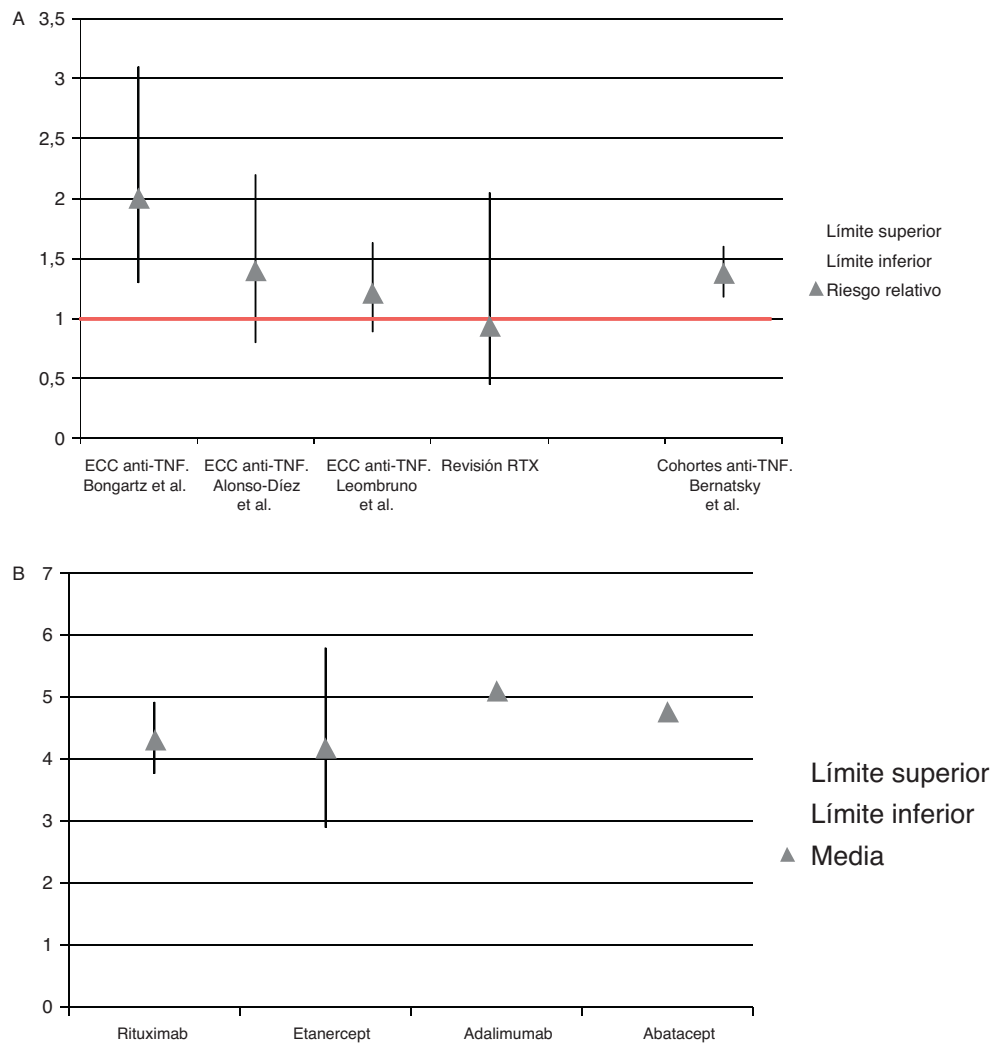 A
3,5
3
2,5
2
1,5
1
0,5
0
ECC anti-TNF.
Bongartz et al.
ECC anti-TNF.
Alonso-Díez
et al.
ECC anti-TNF.
Leombruno
et al.
Revisión RTX
Cohortes anti-TNF.
Bernatsky
et al.
Límite superior
Límite inferior
Riesgo relativo
B
7
6
5
4
3
2
1
0
Rituximab
Etanercept
Adalimumab
Abatacept
Límite superior
Límite inferior
Media